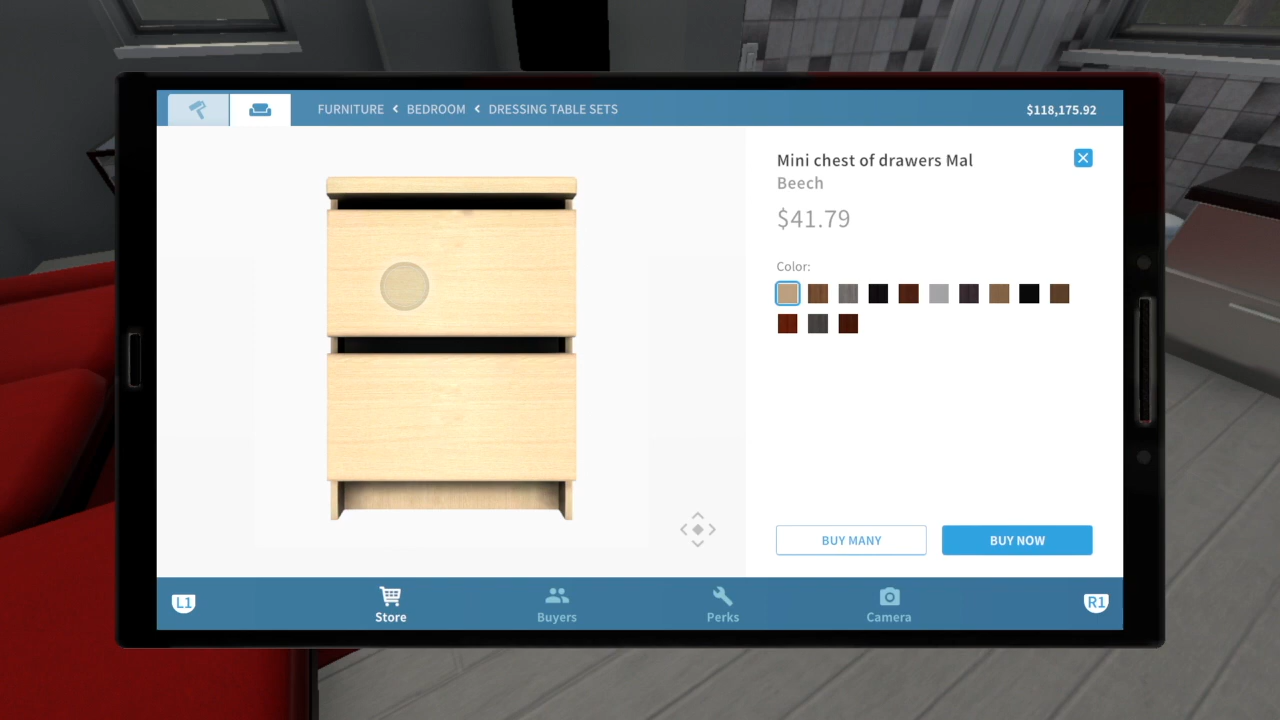 FURNITURE < BEDROOM < DRESSING TABLE SETS
$118,175.92
Mini chest of drawers Mal
Beech
$41.79
Color:
BUY MANY
BUY NOW
L1
Store
Buyers
Perks
Camera
R1